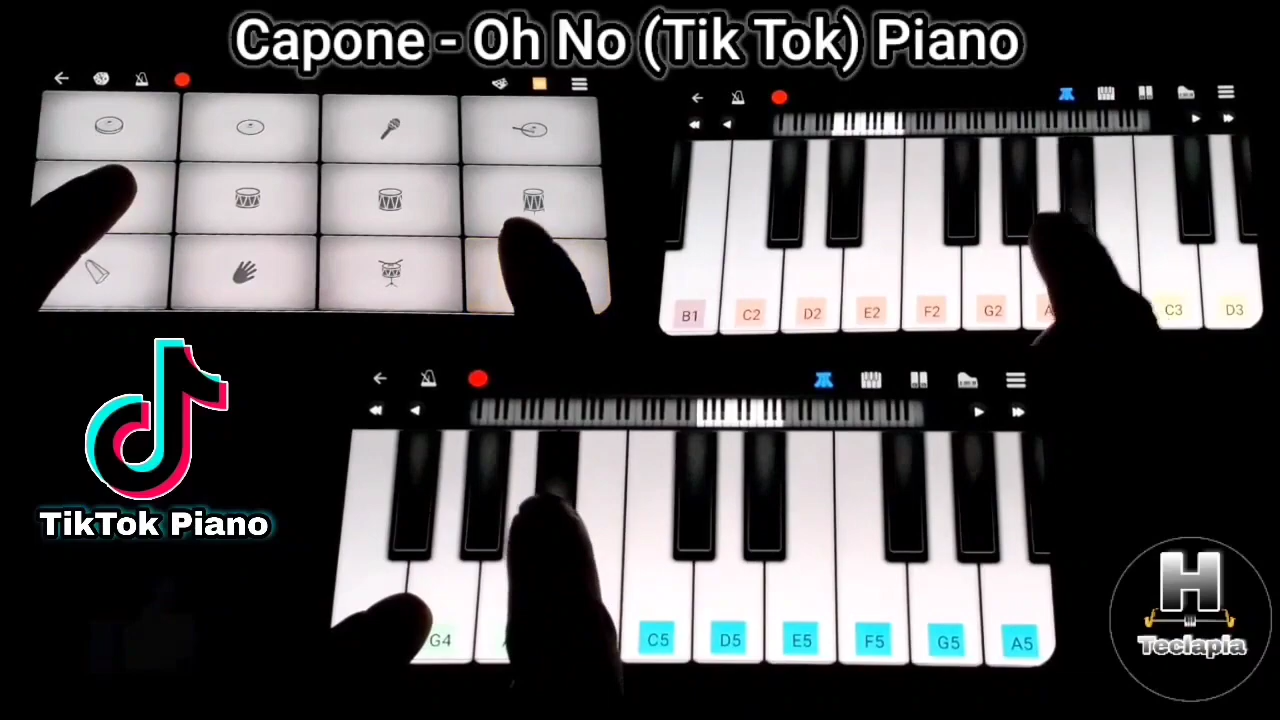 Capone - Oh No (Tik Tok) Piano
B1 C2 D2 E2 F2 G2 A C3 D3
TikTok Piano
G4 C5 D5 E5 F5 G5 A5
H
Teclapia